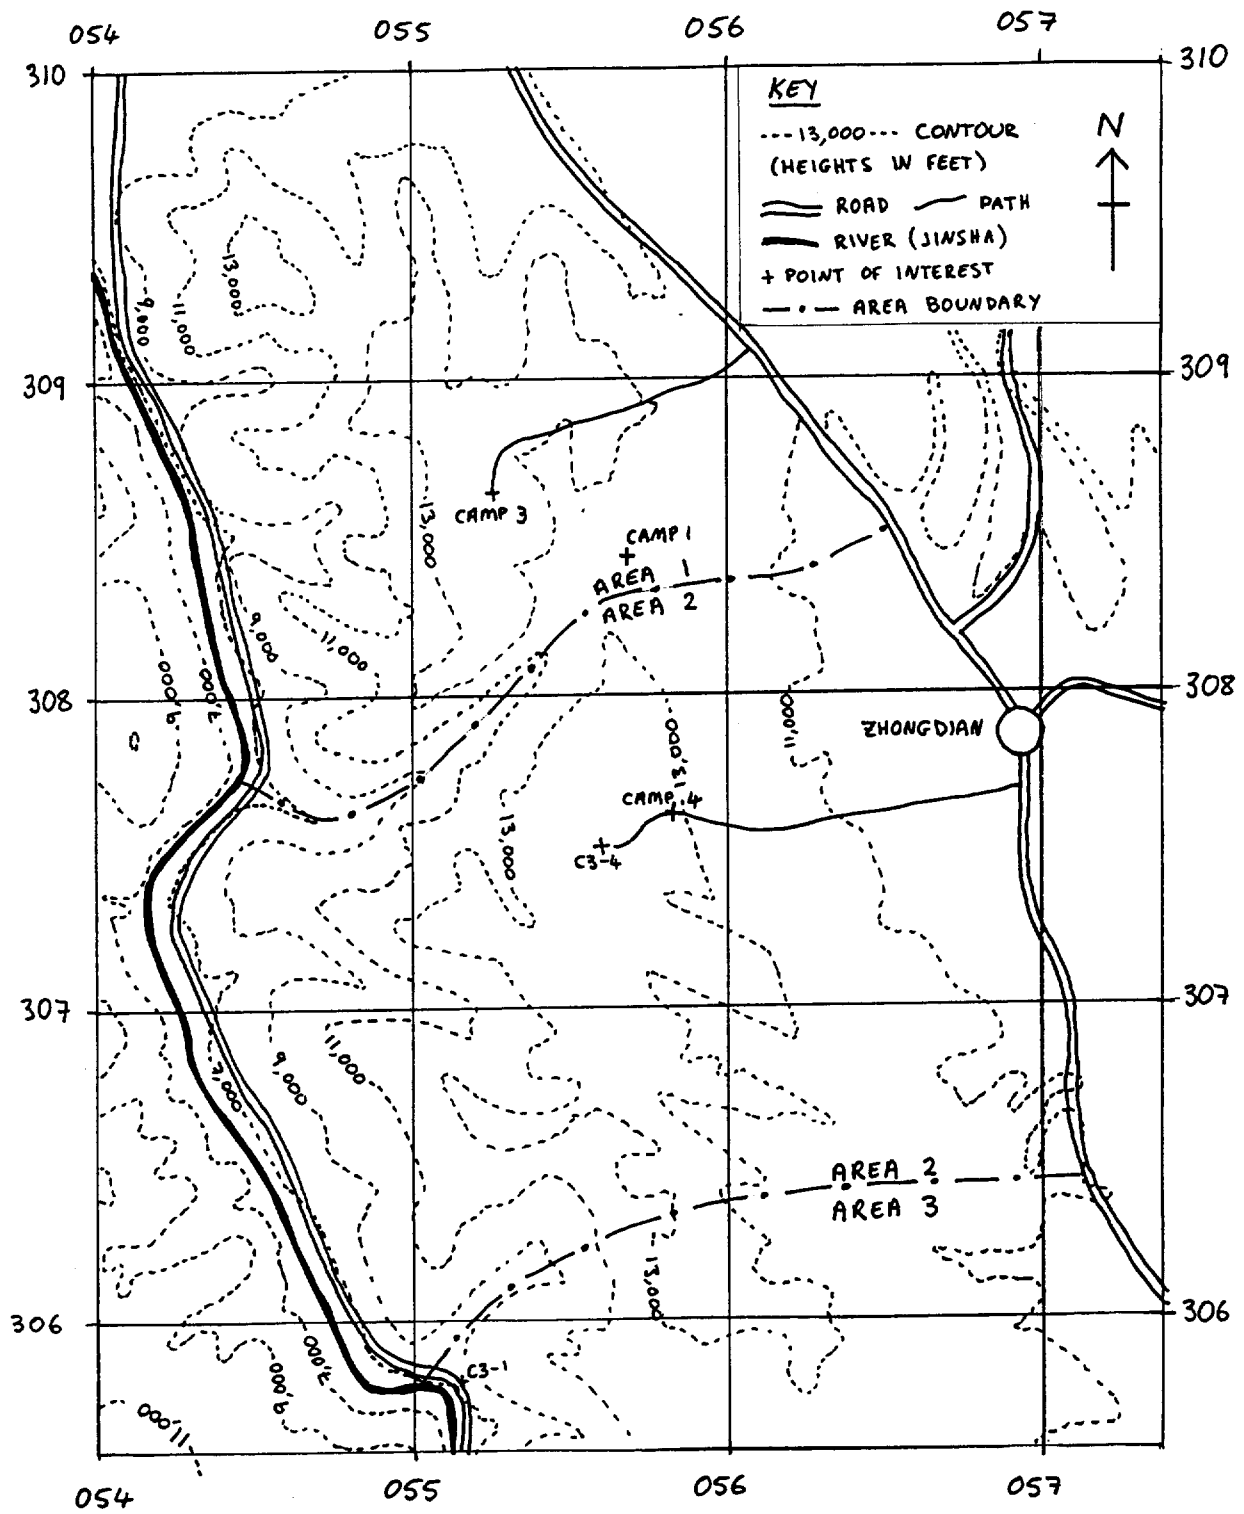 054 055 056 057
310 310
KEY
---13,000--- CONTOUR
(HEIGHTS IN FEET)
N
ROAD PATH
RIVER (JINSHA)
+ POINT OF INTEREST
AREA BOUNDARY
13,000
9,000
11,000
309 309
CAMP 3
13,000
CAMP 1
AREA 1
AREA 2
9,000
11,000
308 308
9,000
7,000
13,000
11,000
ZHONGDIAN
CAMP 4
13,000
C3-4
307 307
11,000
9,000
7,000
AREA 2
AREA 3
13,000
306 306
7,000
9,000
C3-1
11,000
054 055 056 057